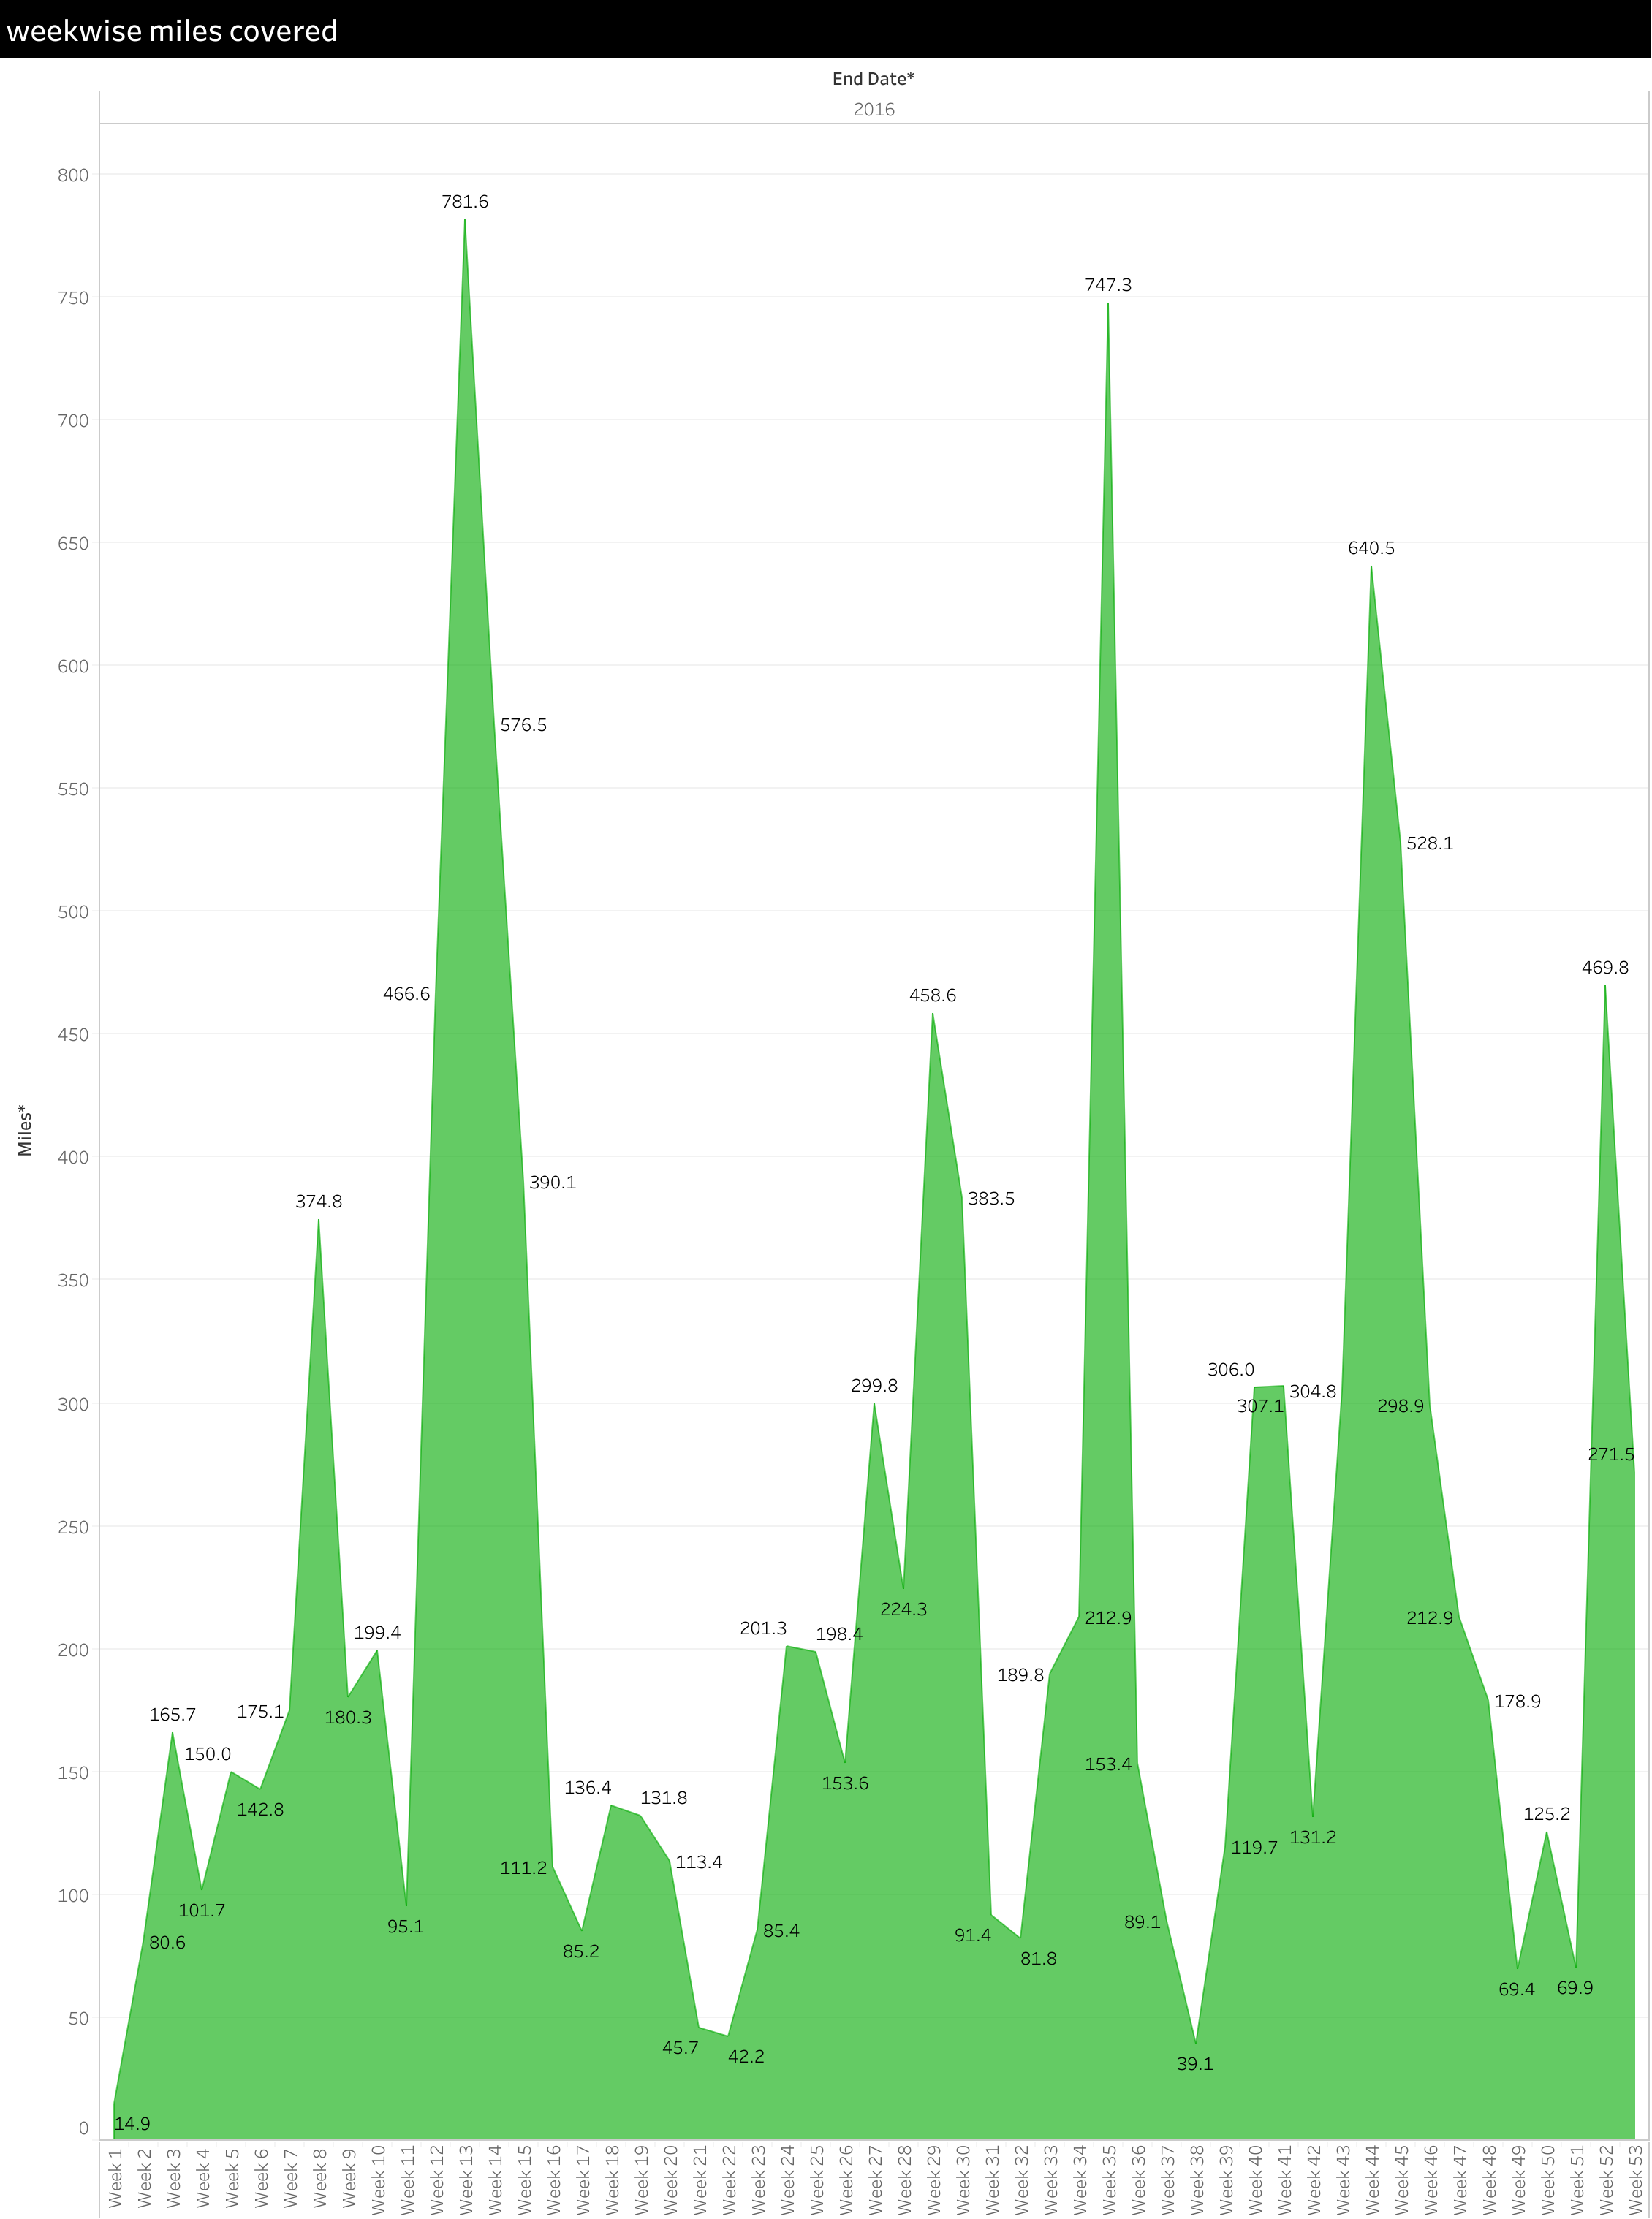 weekwise miles covered
End Date*
2016
800
781.6
747.3
750
700
650
640.5
600
576.5
550
528.1
500
469.8
466.6
458.6
450
Miles*
400
390.1
383.5
374.8
350
306.0
304.8
299.8
307.1
298.9
300
271.5
250
224.3
212.9
212.9
201.3
198.4
199.4
200
189.8
178.9
175.1
180.3
165.7
150.0
153.4
150
153.6
136.4
131.8
125.2
142.8
131.2
119.7
113.4
111.2
100
101.7
95.1
89.1
85.4
91.4
80.6
85.2
81.8
69.4
69.9
50
45.7
42.2
39.1
14.9
0
Week 1
Week 2
Week 3
Week 4
Week 5
Week 6
Week 7
Week 8
Week 9
Week 10
Week 11
Week 12
Week 13
Week 14
Week 15
Week 16
Week 17
Week 18
Week 19
Week 20
Week 21
Week 22
Week 23
Week 24
Week 25
Week 26
Week 27
Week 28
Week 29
Week 30
Week 31
Week 32
Week 33
Week 34
Week 35
Week 36
Week 37
Week 38
Week 39
Week 40
Week 41
Week 42
Week 43
Week 44
Week 45
Week 46
Week 47
Week 48
Week 49
Week 50
Week 51
Week 52
Week 53